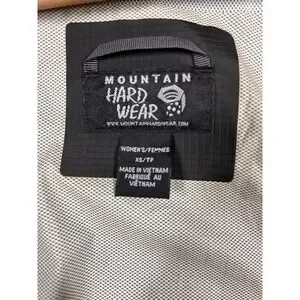 MOUNTAIN
HARD
WEAR
WWW.MOUNTAINHARDWEAR.COM
WOMEN'S/FEMMES
XS/TP
MADE IN VIETNAM
FABRIQUÉ AU
VIETNAM